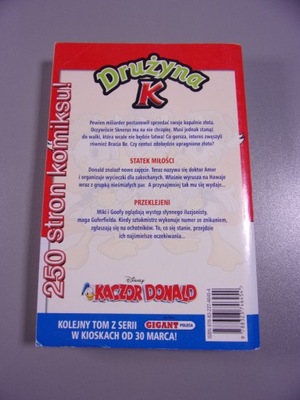 Drużyna
K
250 stron komiksu!
Pewien miliarder postanowił sprzedać swoje kopalnie złota.
Oczywiście Sknerus ma na nie chrapkę. Musi jednak stanąć
do walki, która wcale nie będzie łatwa! Co gorsza, interes zwęszyli
również Bracia Be. Czy centuś zdobędzie upragnione złoto?
STATEK MIŁOŚCI
Donald znalazł nowe zajęcie. Teraz nazywa się doktor Amor
i organizuje wycieczki dla zakochanych. Właśnie wyrusza na Hawaje
wraz z grupką nieśmiałych par. A przynajmniej tak mu się wydaje...
PRZEKLEJENI
Miki i Goofy oglądają występ słynnego iluzjonisty,
maga Guferfielda. Kiedy sztukmistrz wykonuje numer ze znikaniem,
zgłaszają się na ochotników. To, co się stanie, przejdzie
ich najśmielsze oczekiwania...
Disney
KACZOR DONALD
KOLEJNY TOM Z SERII GIGANT POLECA
W KIOSKACH OD 30 MARCA!